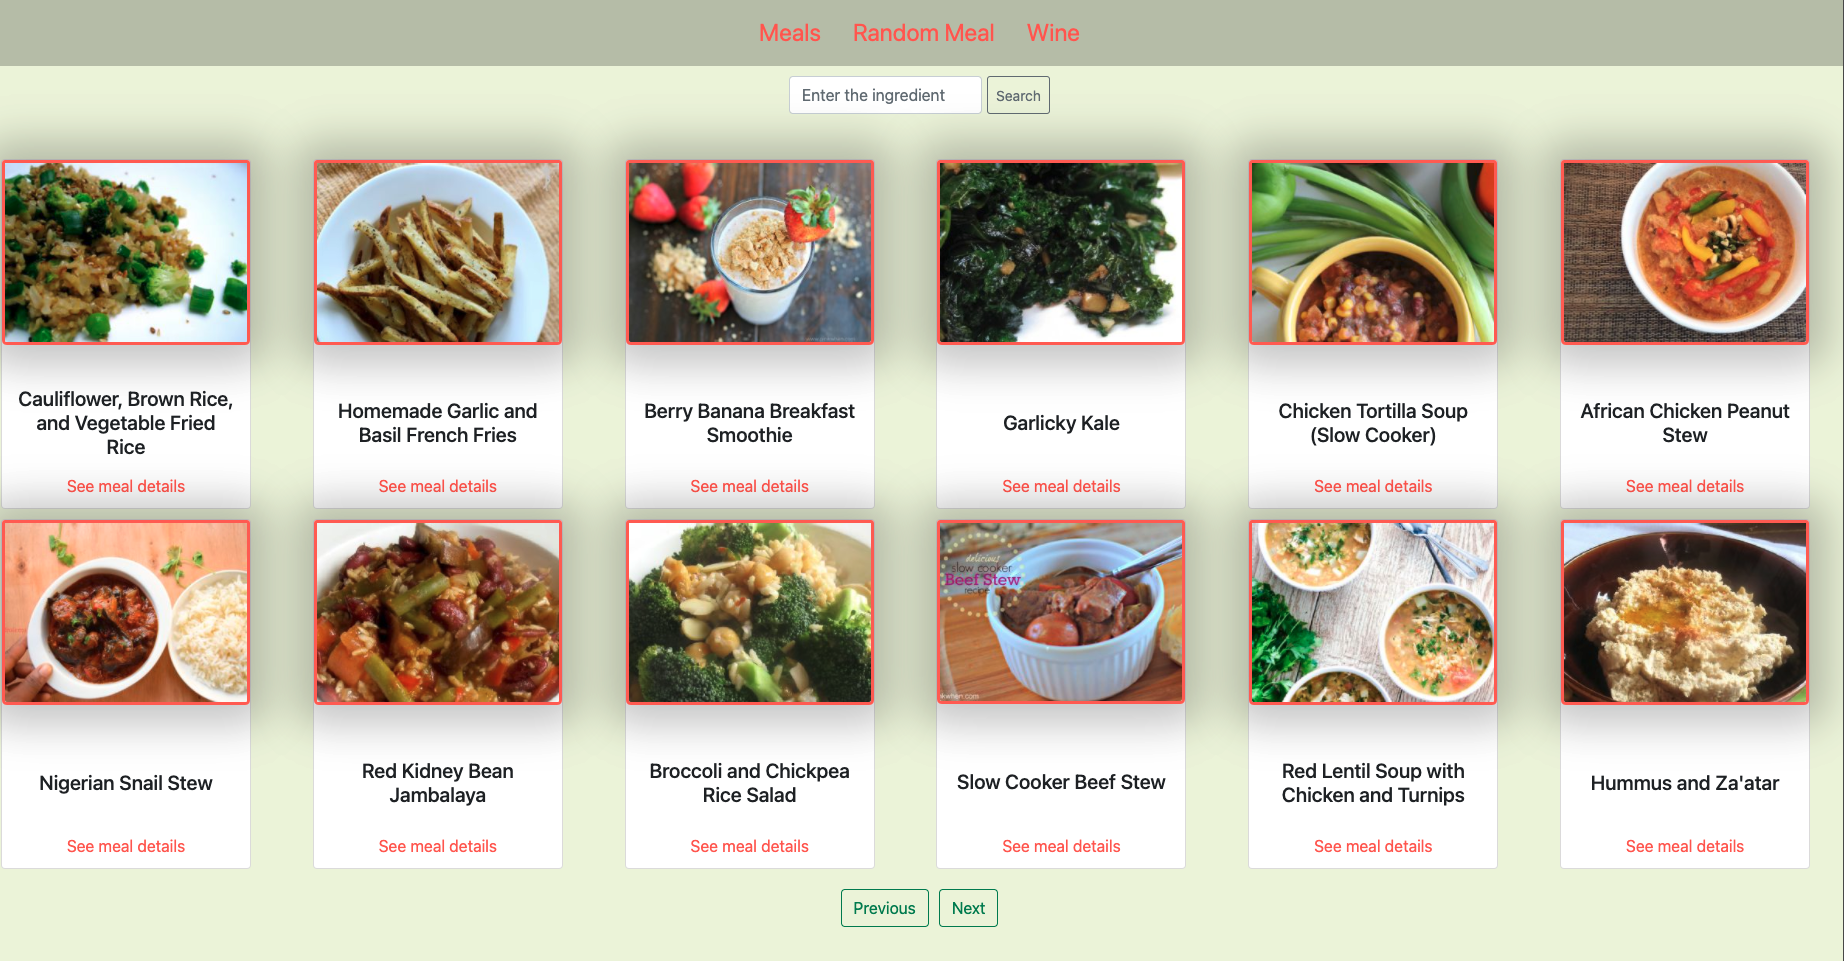 Meals
Random Meal
Wine
Enter the ingredient
Search
Cauliflower, Brown Rice,
and Vegetable Fried
Rice
See meal details
Homemade Garlic and
Basil French Fries
See meal details
Berry Banana Breakfast
Smoothie
See meal details
Garlicky Kale
See meal details
Chicken Tortilla Soup
(Slow Cooker)
See meal details
African Chicken Peanut
Stew
See meal details
Nigerian Snail Stew
See meal details
Red Kidney Bean
Jambalaya
See meal details
Broccoli and Chickpea
Rice Salad
See meal details
delicious
slow cooker
Beef Stew
recipe
Slow Cooker Beef Stew
See meal details
Red Lentil Soup with
Chicken and Turnips
See meal details
Hummus and Za'atar
See meal details
Previous
Next